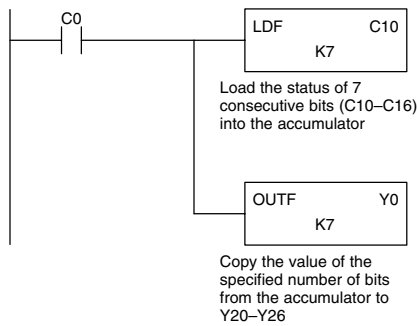 C0
LDF C10
K7
Load the status of 7
consecutive bits (C10–C16)
into the accumulator
OUTF Y0
K7
Copy the value of the
specified number of bits
from the accumulator to
Y20–Y26